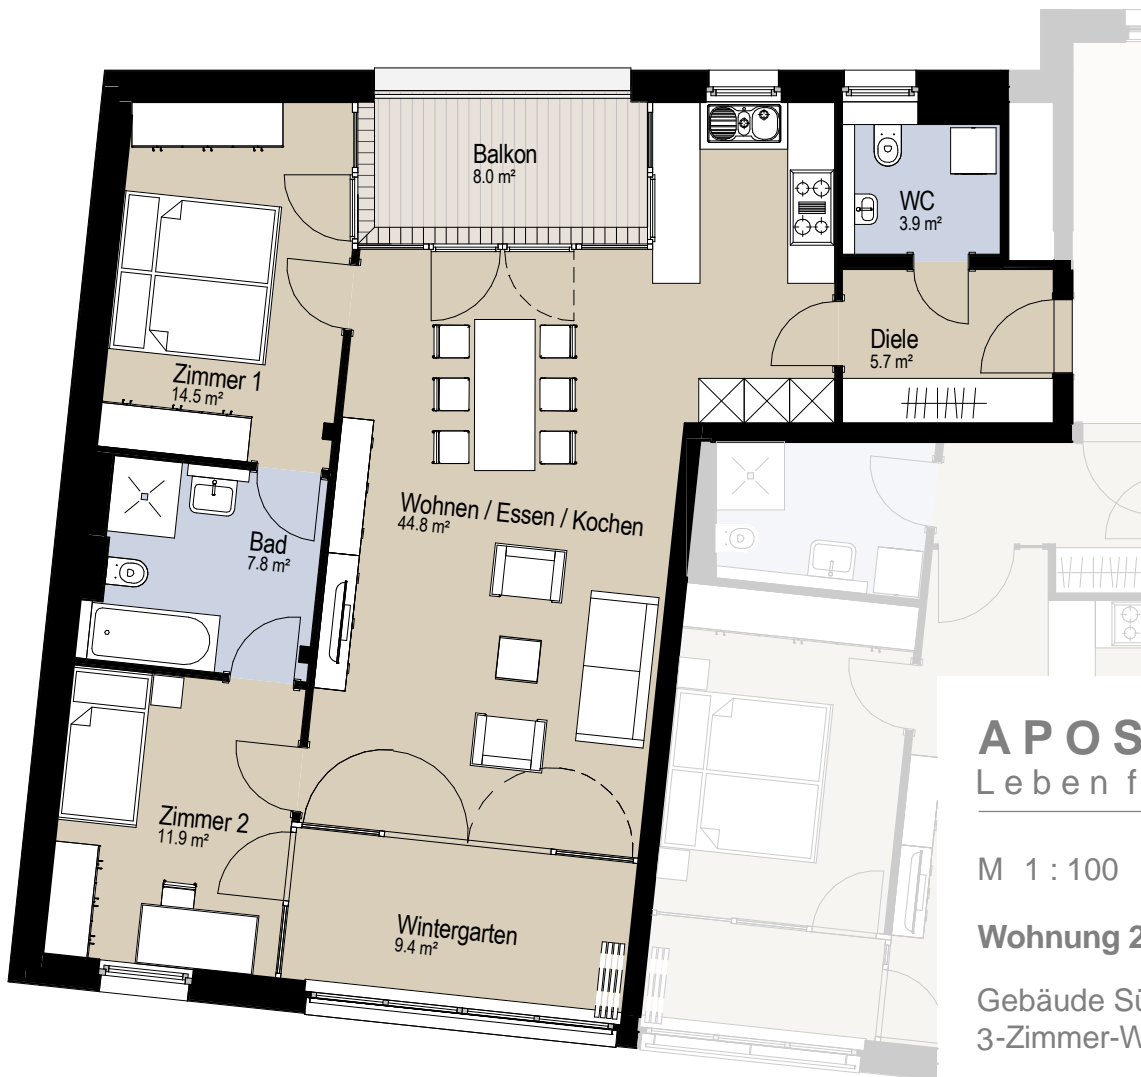 Balkon
8.0 m²
WC
3.9 m²
Diele
5.7 m²
Zimmer 1
14.5 m²
Wohnen / Essen / Kochen
44.8 m²
Bad
7.8 m²
Zimmer 2
11.9 m²
Wintergarten
9.4 m²
APOS
Leben f
M 1 : 100
Wohnung 2
Gebäude Sü
3-Zimmer-W